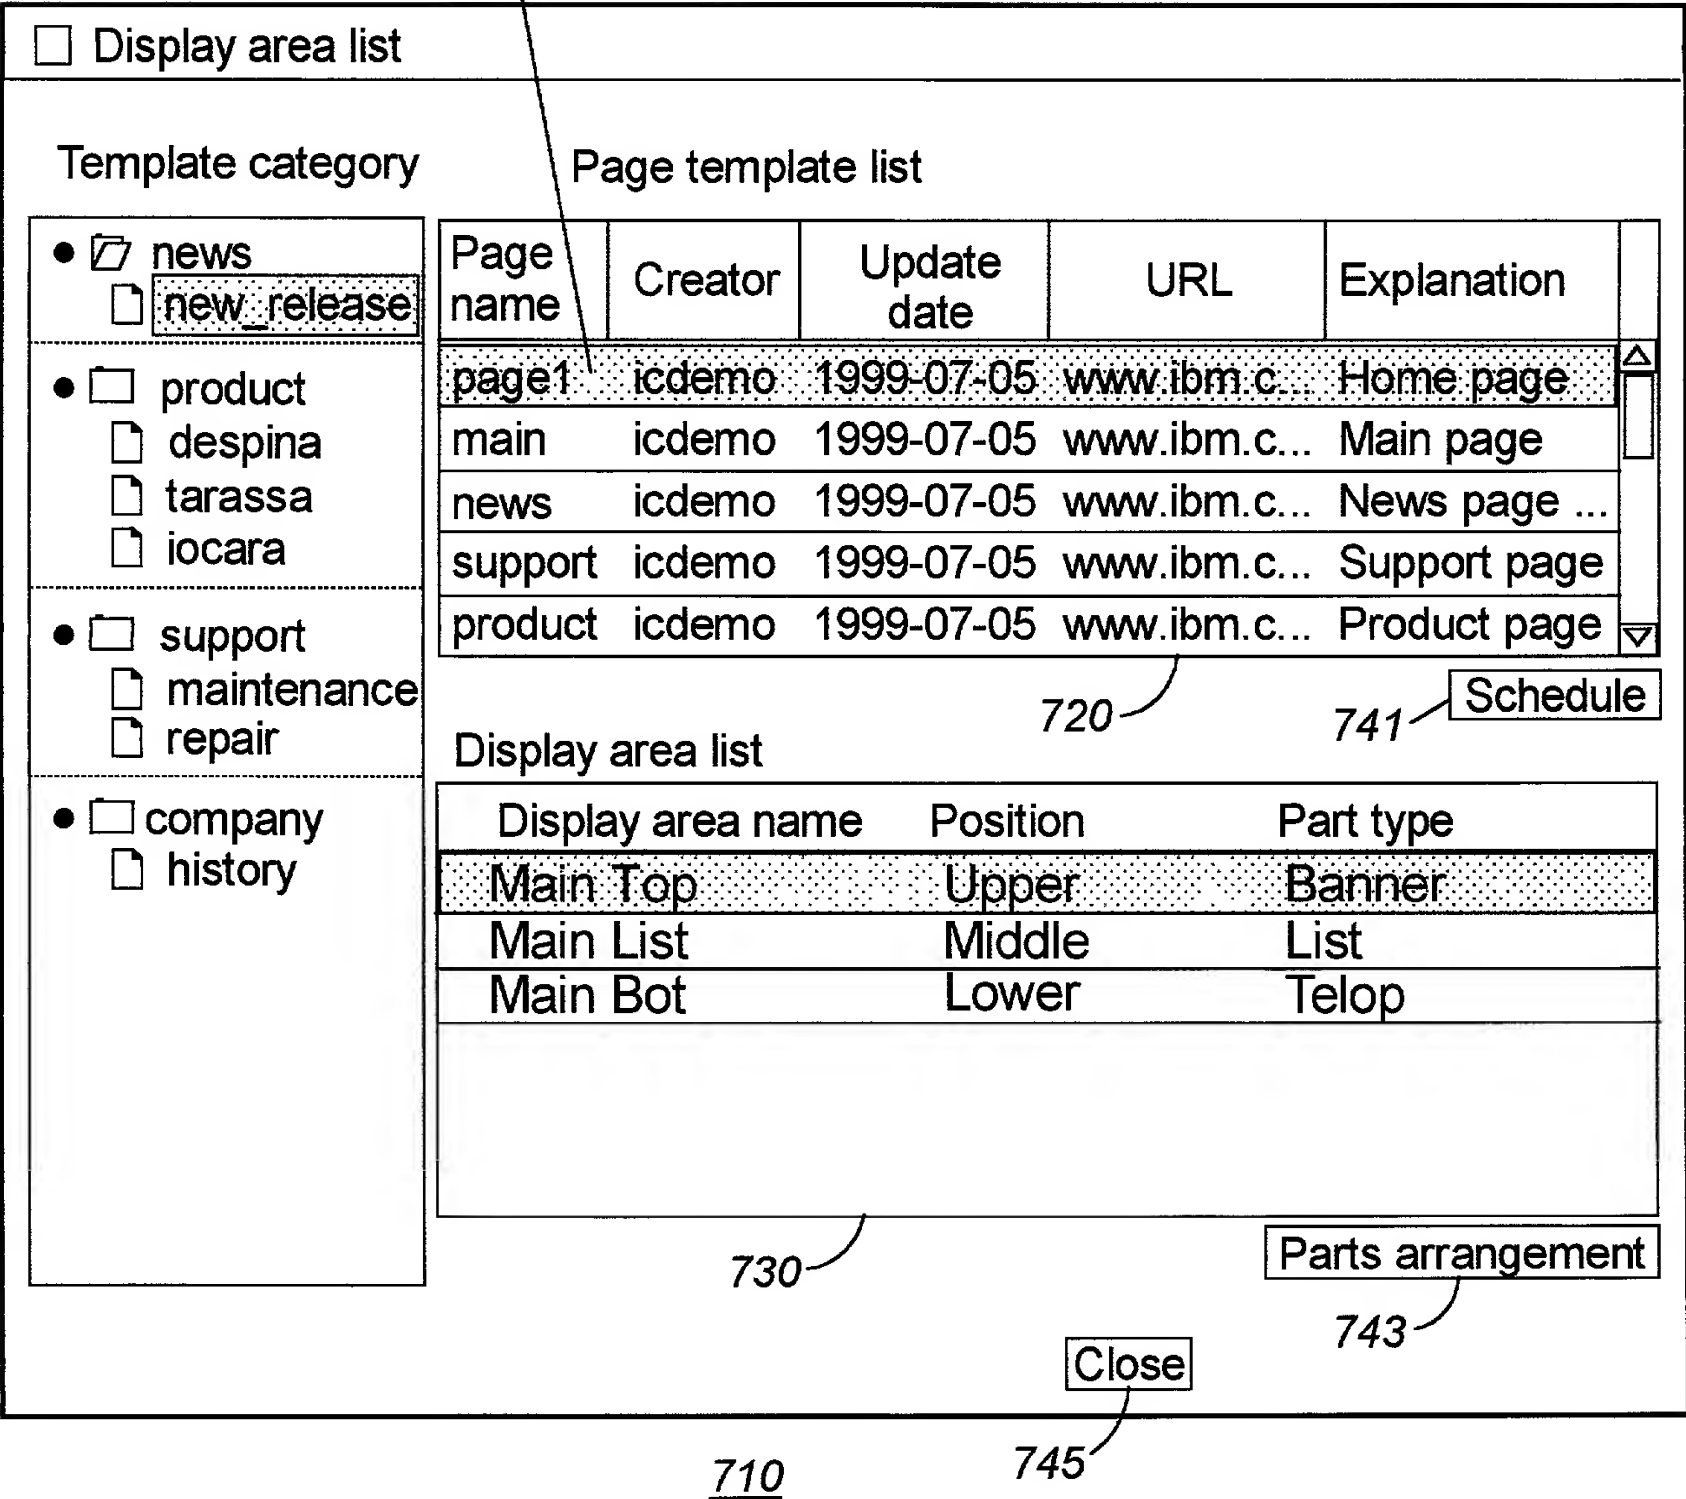 Display area list
Template category
news
new_release
product
despina
tarassa
iocara
support
maintenance
repair
company
history
Page template list
Page name Creator Update date URL Explanation
page1 icdemo 1999-07-05 www.ibm.c... Home page
main icdemo 1999-07-05 www.ibm.c... Main page
news icdemo 1999-07-05 www.ibm.c... News page ...
support icdemo 1999-07-05 www.ibm.c... Support page
product icdemo 1999-07-05 www.ibm.c... Product page
720
741
Schedule
Display area list
Display area name Position Part type
Main Top Upper Banner
Main List Middle List
Main Bot Lower Telop
730
Parts arrangement
743
Close
745
710